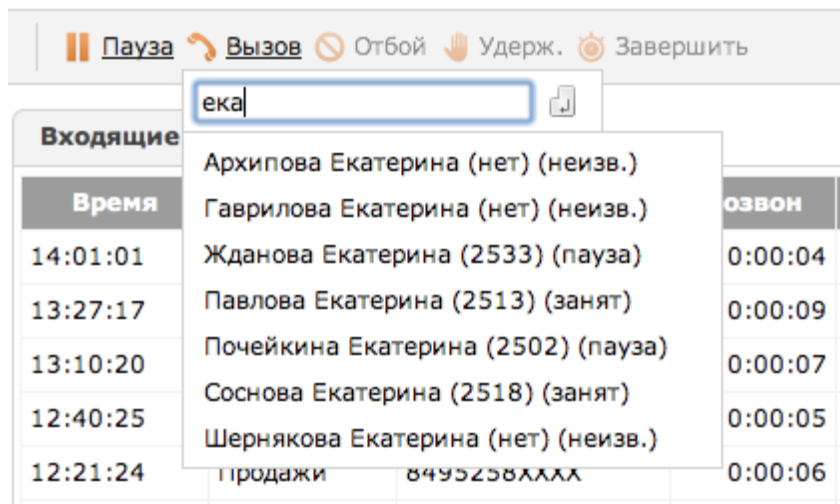 Пауза Вызов Отбой Удерж. Завершить
ека
Входящие
Архипова Екатерина (нет) (неизв.)
Время
Гаврилова Екатерина (нет) (неизв.)
озвон
14:01:01
Жданова Екатерина (2533) (пауза)
0:00:04
13:27:17
Павлова Екатерина (2513) (занят)
0:00:09
13:10:20
Почейкина Екатерина (2502) (пауза)
0:00:07
12:40:25
Соснова Екатерина (2518) (занят)
0:00:05
Шернякова Екатерина (нет) (неизв.)
12:21:24 Продажи 8495258XXXX 0:00:06